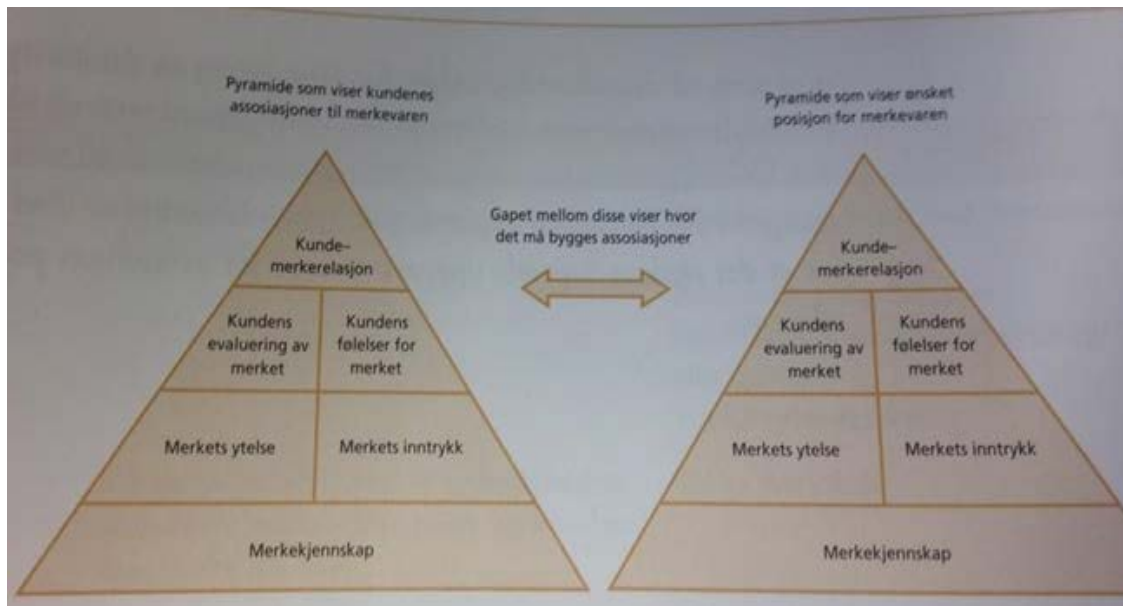 Pyramide som viser kundenes
assosiasjoner til merkevaren
Kunde–
merkerelasjon
Kundens
evaluering av
merket
Kundens
følelser for
merket
Merkets ytelse
Merkets inntrykk
Merkekjennskap
Gapet mellom disse viser hvor
det må bygges assosiasjoner
Pyramide som viser ønsket
posisjon for merkevaren
Kunde–
merkerelasjon
Kundens
evaluering av
merket
Kundens
følelser for
merket
Merkets ytelse
Merkets inntrykk
Merkekjennskap